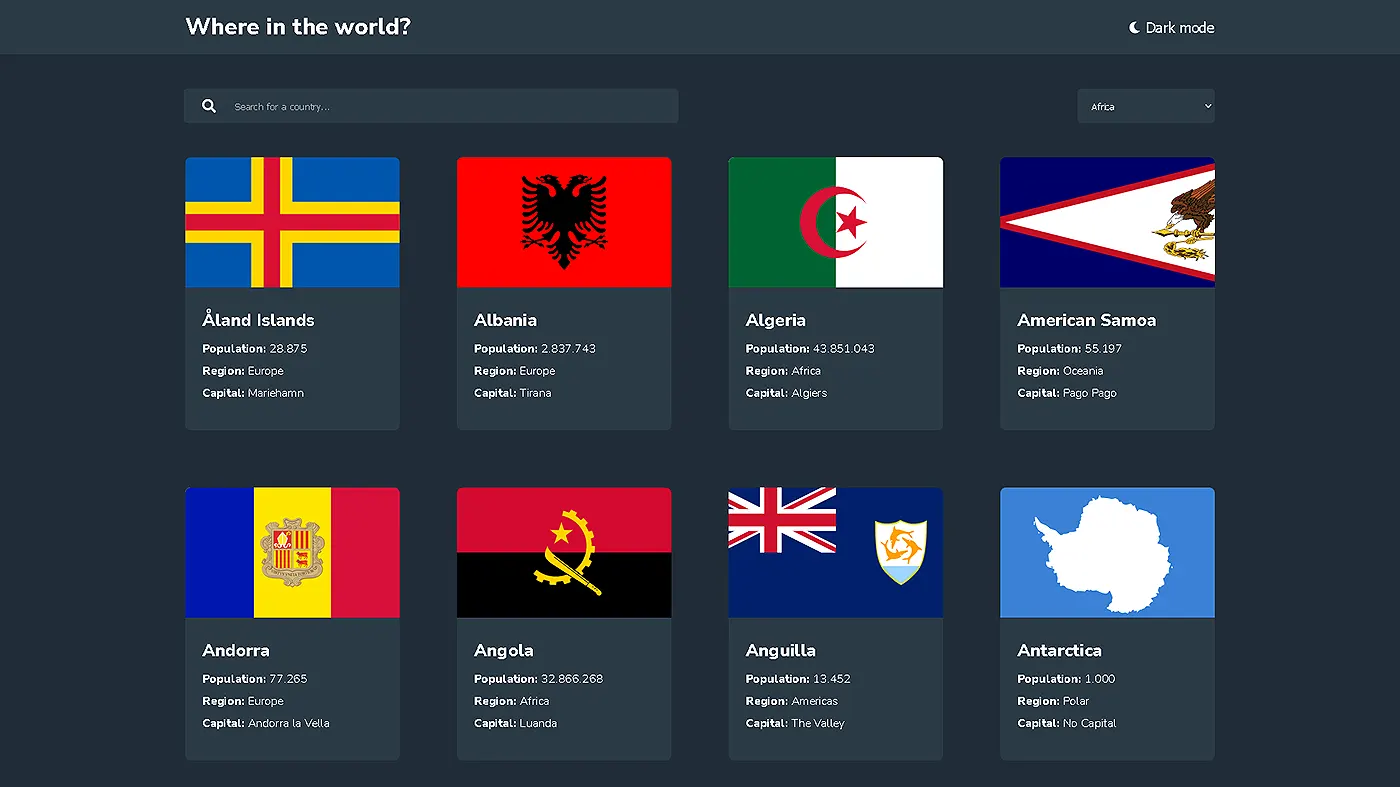 Where in the world?
Dark mode
Search for a country...
Africa
Åland Islands
Population: 28.875
Region: Europe
Capital: Mariehamn
Albania
Population: 2.837.743
Region: Europe
Capital: Tirana
Algeria
Population: 43.851.043
Region: Africa
Capital: Algiers
American Samoa
Population: 55.197
Region: Oceania
Capital: Pago Pago
Andorra
Population: 77.265
Region: Europe
Capital: Andorra la Vella
Angola
Population: 32.866.268
Region: Africa
Capital: Luanda
Anguilla
Population: 13.452
Region: Americas
Capital: The Valley
Antarctica
Population: 1.000
Region: Polar
Capital: No Capital